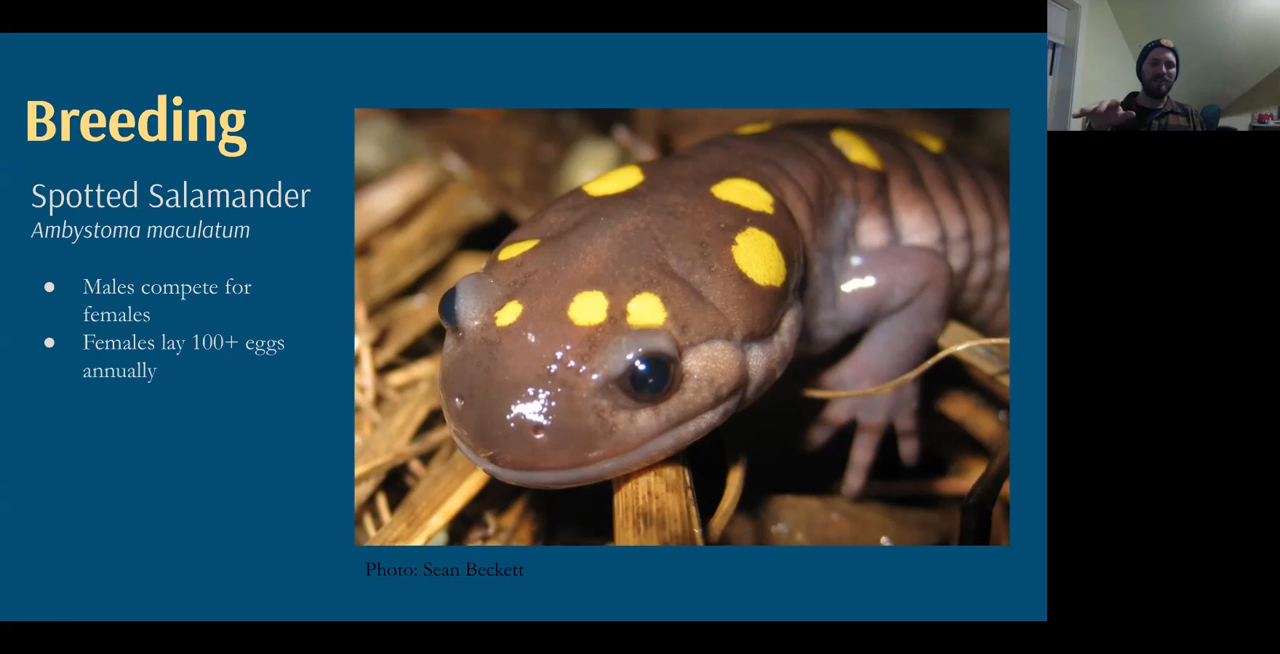 Breeding
Spotted Salamander
Ambystoma maculatum
● Males compete for
females
● Females lay 100+ eggs
annually
Photo: Sean Beckett